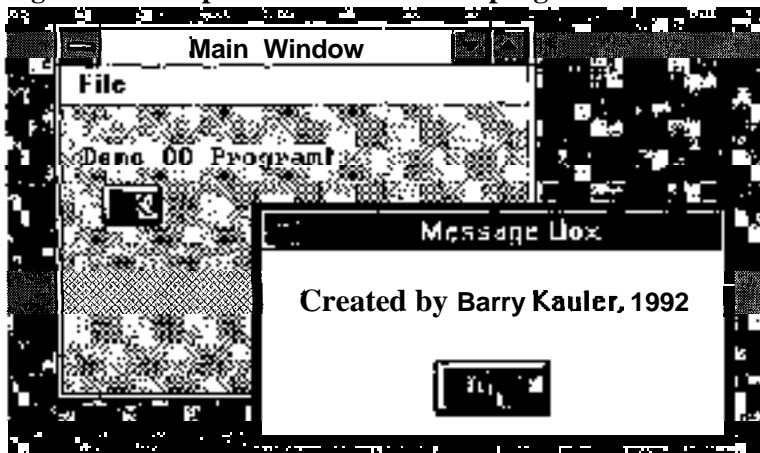 Main Window
File
Demo OO Program!
Message Box
Created by Barry Kauler, 1992